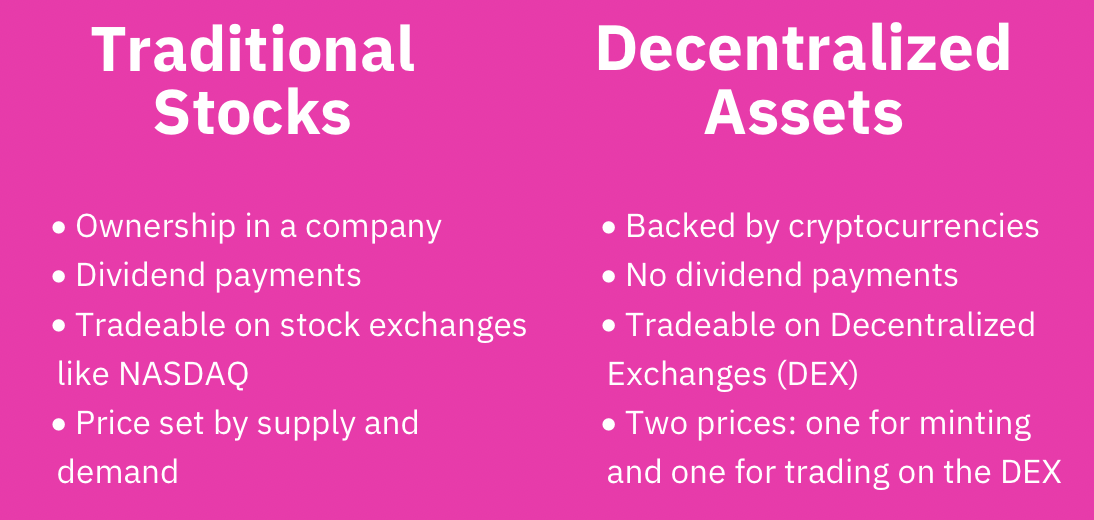 Traditional
Stocks
• Ownership in a company
• Dividend payments
• Tradeable on stock exchanges
like NASDAQ
• Price set by supply and
demand
Decentralized
Assets
• Backed by cryptocurrencies
• No dividend payments
• Tradeable on Decentralized
Exchanges (DEX)
• Two prices: one for minting
and one for trading on the DEX